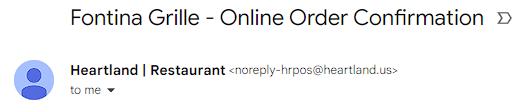 Fontina Grille - Online Order Confirmation
Heartland | Restaurant <noreply-hrpos@heartland.us>
to me